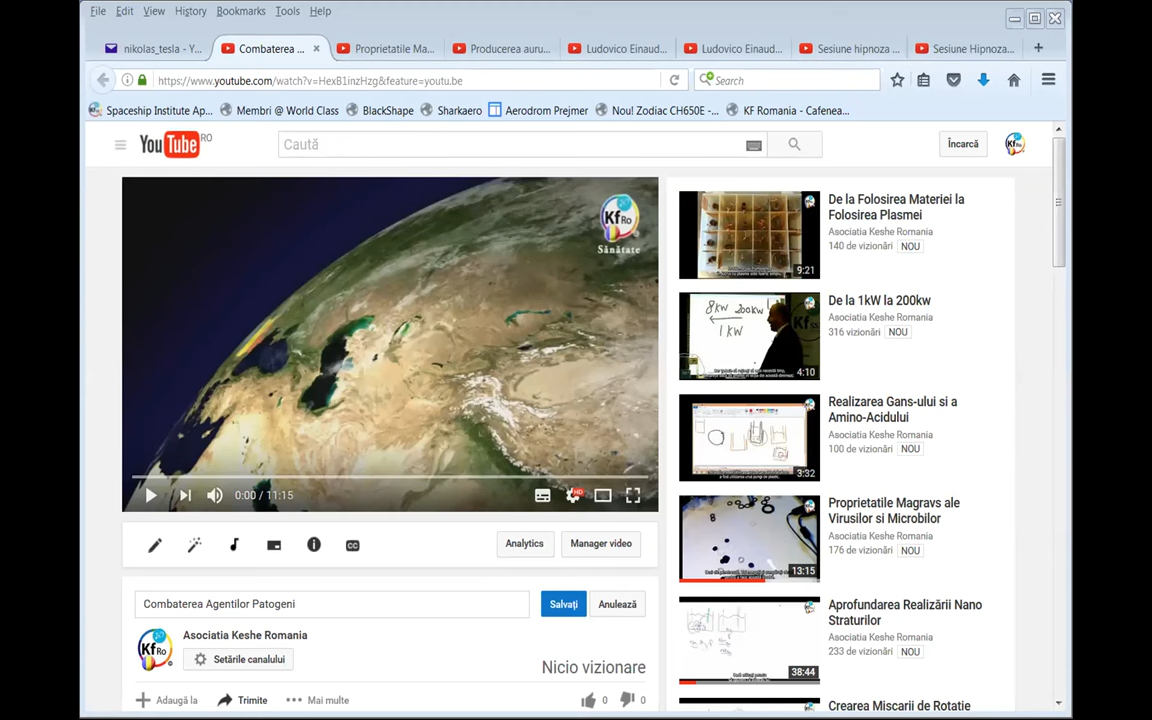 File Edit View History Bookmarks Tools Help
nikolas_tesla - Y... Combaterea ... Proprietatile Ma... Producerea auru... Ludovico Einaud... Ludovico Einaud... Sesiune hipnoza ... Sesiune Hipnoza...
https://www.youtube.com/watch?v=HexB1inzHzg&feature=youtu.be Search
Spaceship Institute Ap... Membri @ World Class BlackShape Sharkaero Aerodrom Prejmer Nou! Zodiac CH650E -... KF Romania - Cafenea...
YouTube RO Caută Încarcă
Kf Ro
Sănătate
0:00 / 11:15
HD
Analytics Manager video
Combaterea Agentilor Patogeni Salvați Anulează
Kf Ro
Asociatia Keshe Romania
Setările canalului
Nicio vizionare
Adaugă la Trimite Mai multe 0 0
De la Folosirea Materiei la
Folosirea Plasmei
Asociatia Keshe Romania
140 de vizionări NOU
9:21
De la 1kW la 200kw
Asociatia Keshe Romania
316 vizionări NOU
8KW 200KW
1KW
4:10
Realizarea Gans-ului si a
Amino-Acidului
Asociatia Keshe Romania
100 de vizionări NOU
3:32
Proprietatile Magravs ale
Virusilor si Microbilor
Asociatia Keshe Romania
176 de vizionări NOU
13:15
Aprofundarea Realizării Nano
Straturilor
Asociatia Keshe Romania
233 de vizionări NOU
38:44
Crearea Miscarii de Rotatie